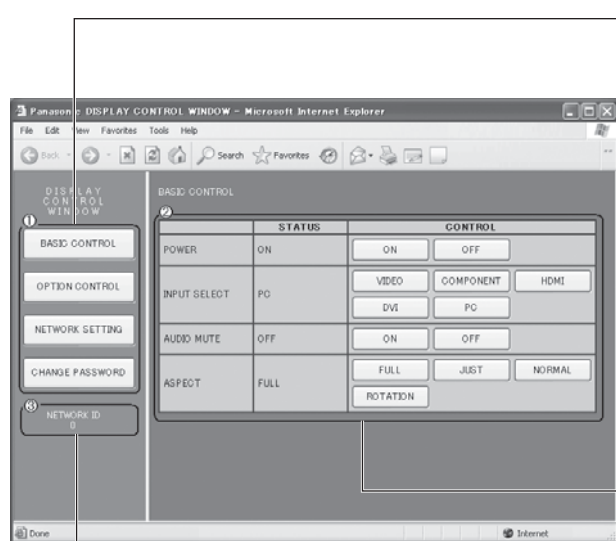 Panasonic DISPLAY CONTROL WINDOW - Microsoft Internet Explorer
File Edit View Favorites Tools Help
Back Search Favorites
DISPLAY
CONTROL
WINDOW
①
BASIC CONTROL
OPTION CONTROL
NETWORK SETTING
CHANGE PASSWORD
③
NETWORK ID
0
BASIC CONTROL
②
STATUS CONTROL
POWER ON ON OFF
INPUT SELECT PC VIDEO COMPONENT HDMI
DVI PC
AUDIO MUTE OFF ON OFF
ASPECT FULL FULL JUST NORMAL
ROTATION
Done Internet